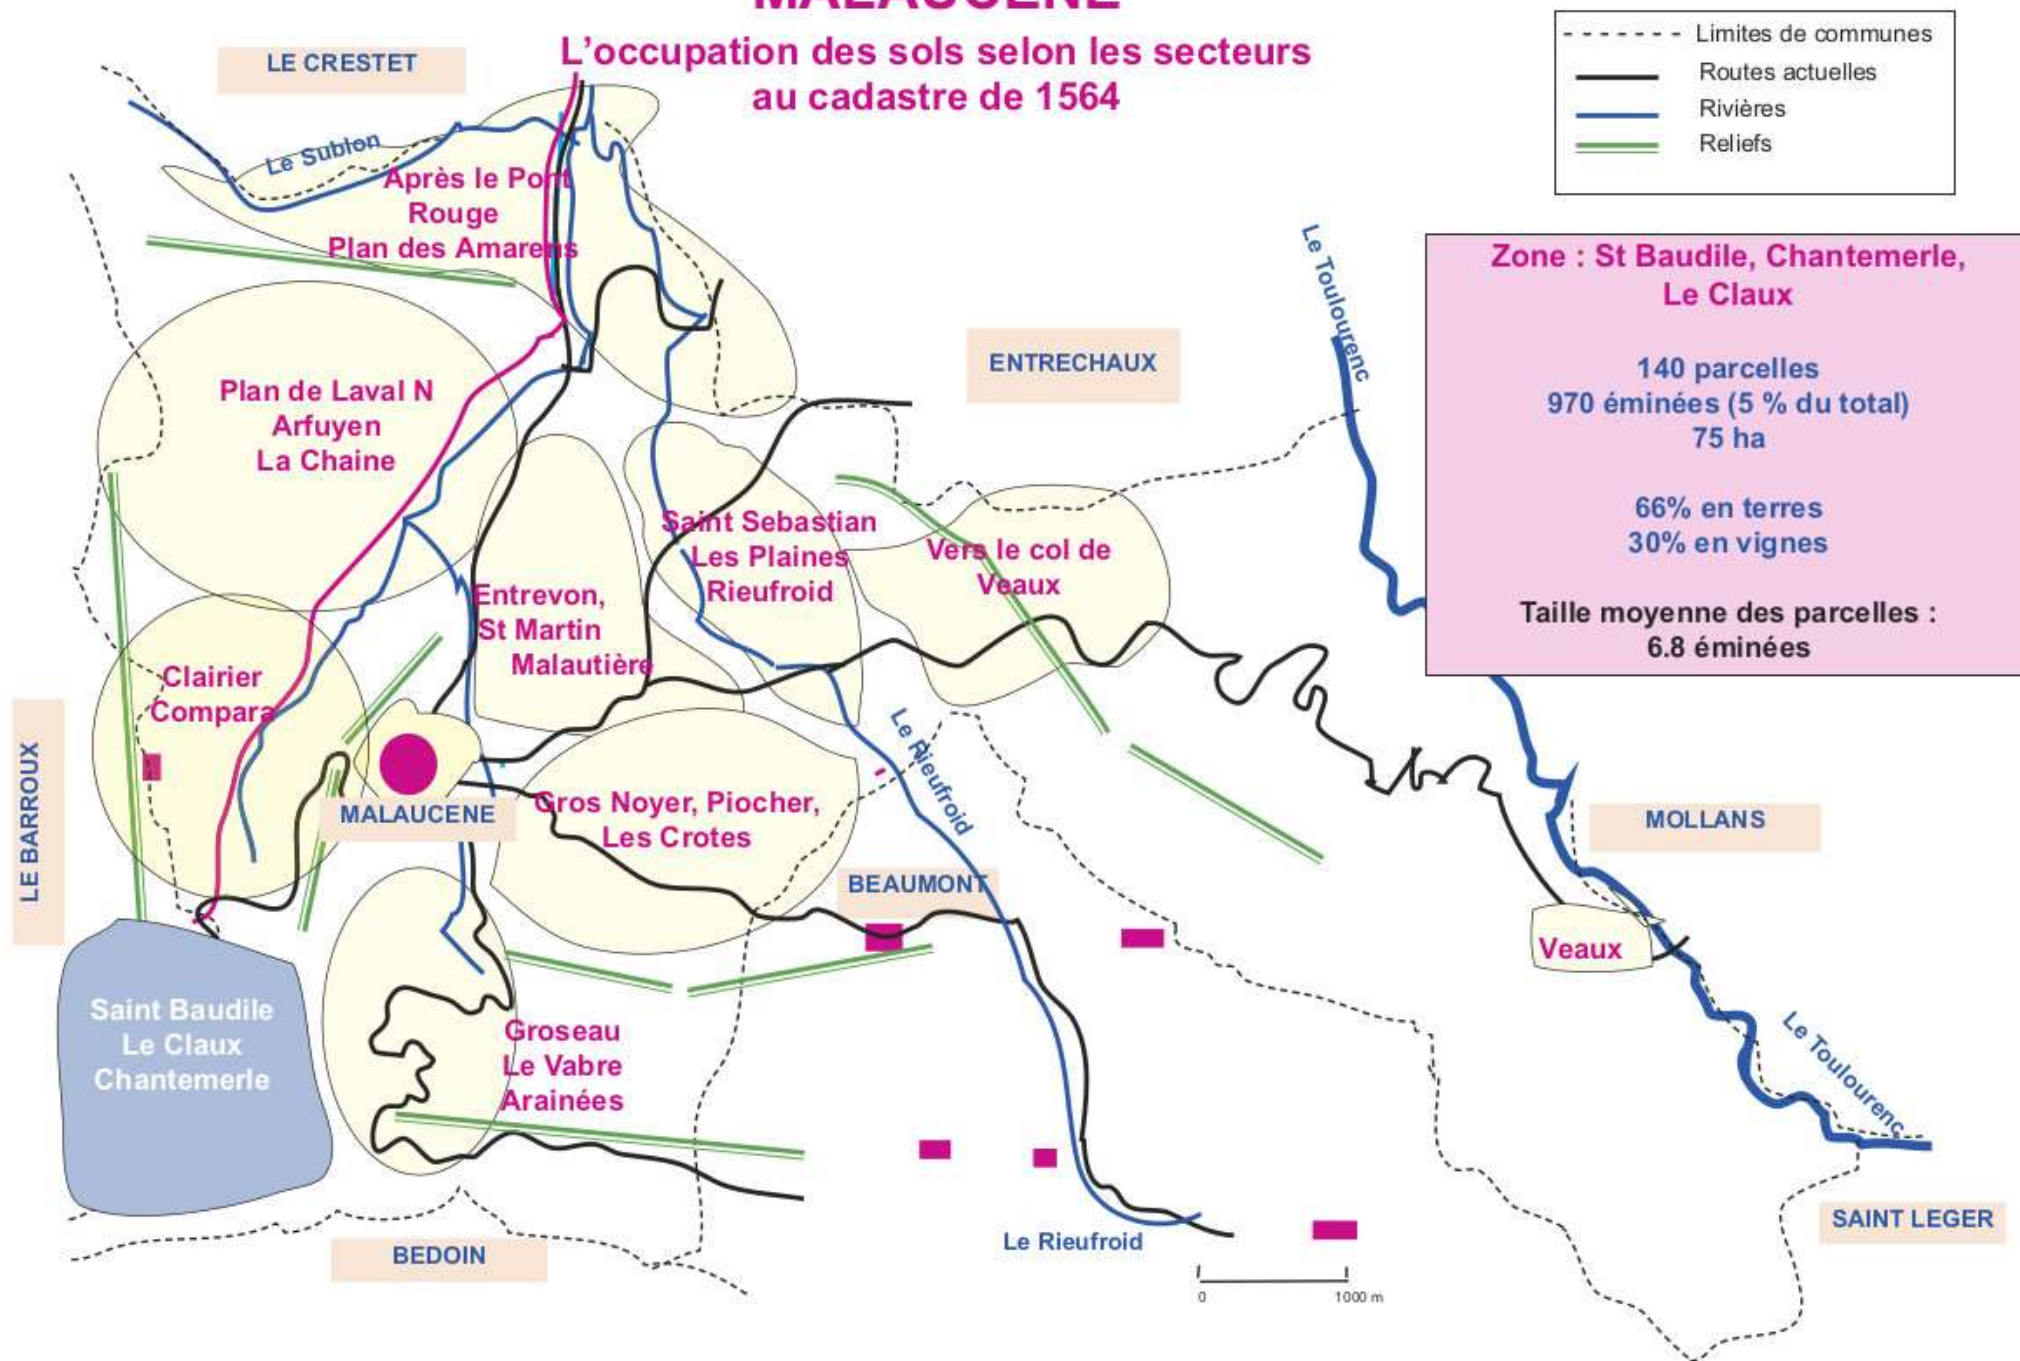 MALAUCENE
L'occupation des sols selon les secteurs
au cadastre de 1564
Limites de communes
Routes actuelles
Rivières
Reliefs
LE CRESTET
Le Sublon
Après le Pont
Rouge
Plan des Amarens
Le Toulourenc
Zone : St Baudile, Chantemerle,
Le Claux
140 parcelles
970 éminées (5 % du total)
75 ha
66% en terres
30% en vignes
Taille moyenne des parcelles :
6.8 éminées
ENTRECHAUX
Plan de Laval N
Arfuyen
La Chaine
Saint Sebastian
Les Plaines
Rieufroid
Vers le col de
Veaux
Entrevon,
St Martin
Malautière
Clairier
Compara
LE BARROUX
MALAUCENE
Gros Noyer, Piocher,
Les Crotes
Le Rieufroid
BEAUMONT
MOLLANS
Veaux
Saint Baudile
Le Claux
Chantemerle
Groseau
Le Vabre
Arainées
Le Toulourenc
SAINT LEGER
BEDOIN
Le Rieufroid
0 1000 m